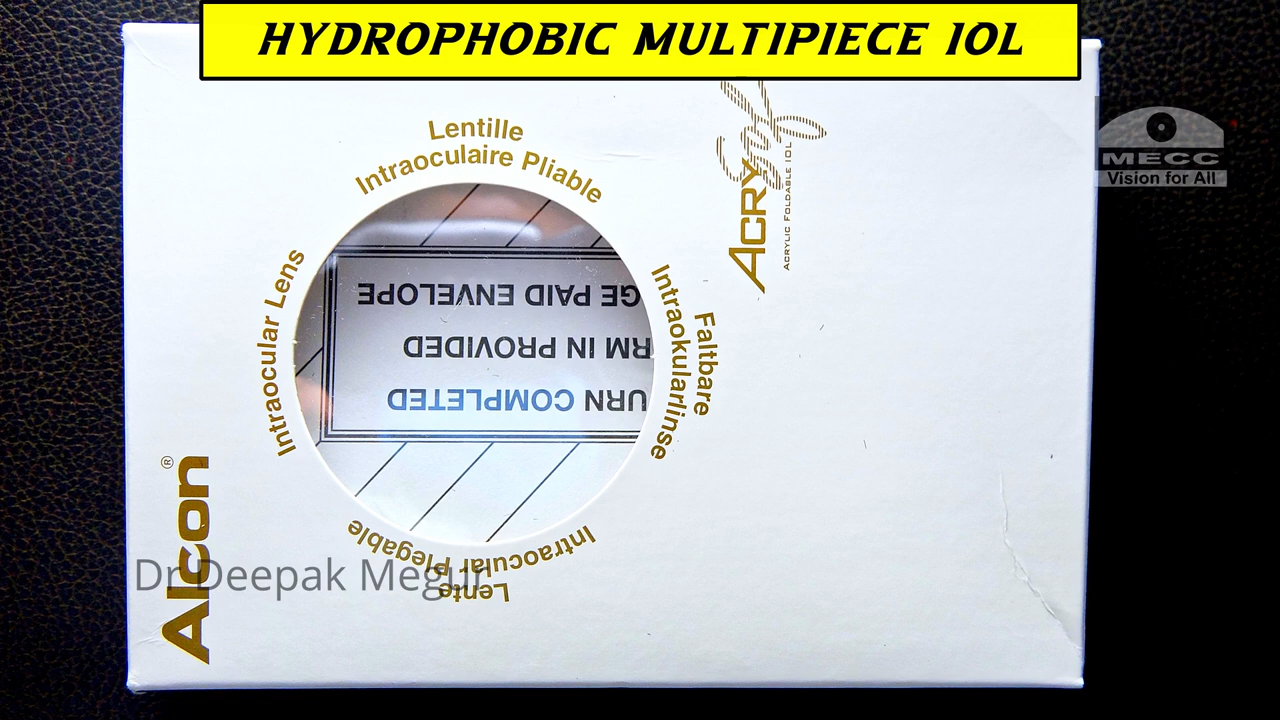 HYDROPHOBIC MULTIPIECE IOL
MECC
Vision for All
Lentille
Intraoculaire Pliable
Intraocular Lens
Faltbare
Intraokularlinse
Lente
Intraocular Plegable
GE PAID ENVELOPE
RM IN PROVIDED
URN COMPLETED
ACRYSof
ACRYLIC FOLDABLE IOL
Alcon®
Dr Deepak Megur